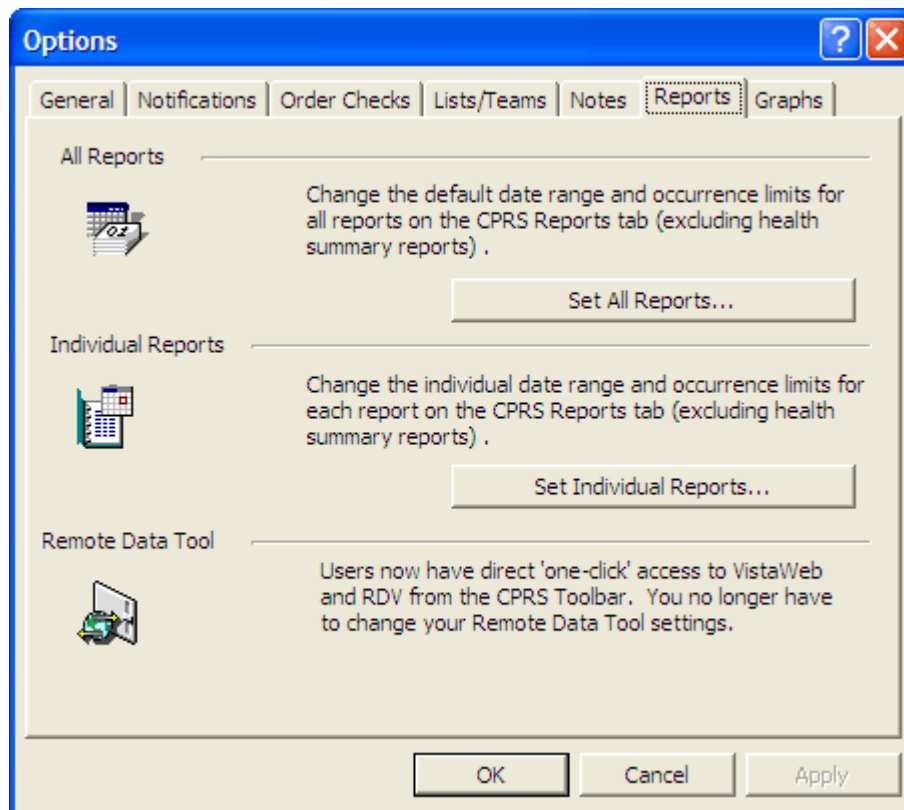 Options
General Notifications Order Checks Lists/Teams Notes Reports Graphs
All Reports
Change the default date range and occurrence limits for
all reports on the CPRS Reports tab (excluding health
summary reports) .
Set All Reports...
Individual Reports
Change the individual date range and occurrence limits for
each report on the CPRS Reports tab (excluding health
summary reports) .
Set Individual Reports...
Remote Data Tool
Users now have direct 'one-click' access to VistaWeb
and RDV from the CPRS Toolbar.  You no longer have
to change your Remote Data Tool settings.
OK Cancel Apply